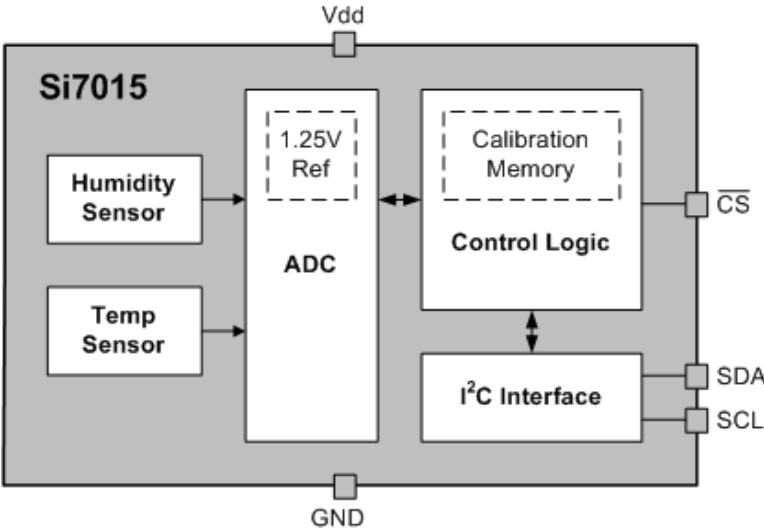 Vdd
Si7015
1.25V
Ref
Calibration
Memory
Humidity
Sensor
C̅S̅
ADC
Control Logic
Temp
Sensor
SDA
I²C Interface
SCL
GND